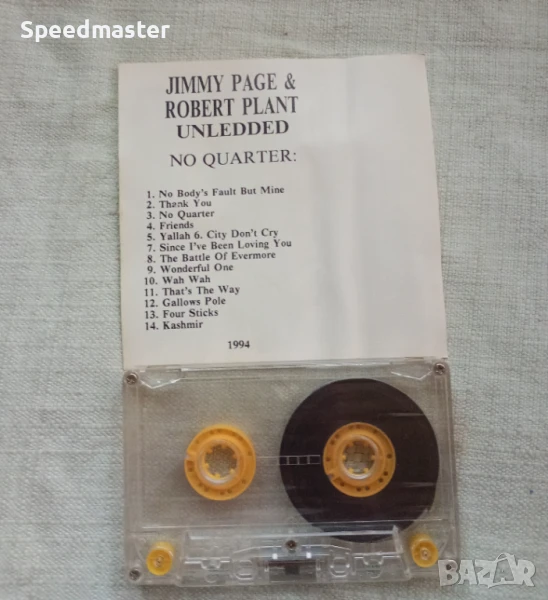 Speedmaster
JIMMY PAGE &
ROBERT PLANT
UNLEDDED
NO QUARTER:
1. No Body's Fault But Mine
2. Thank You
3. No Quarter
4. Friends
5. Yallah 6. City Don't Cry
7. Since I've Been Loving You
8. The Battle Of Evermore
9. Wonderful One
10. Wah Wah
11. That's The Way
12. Gallows Pole
13. Four Sticks
14. Kashmir
1994
BAZAR